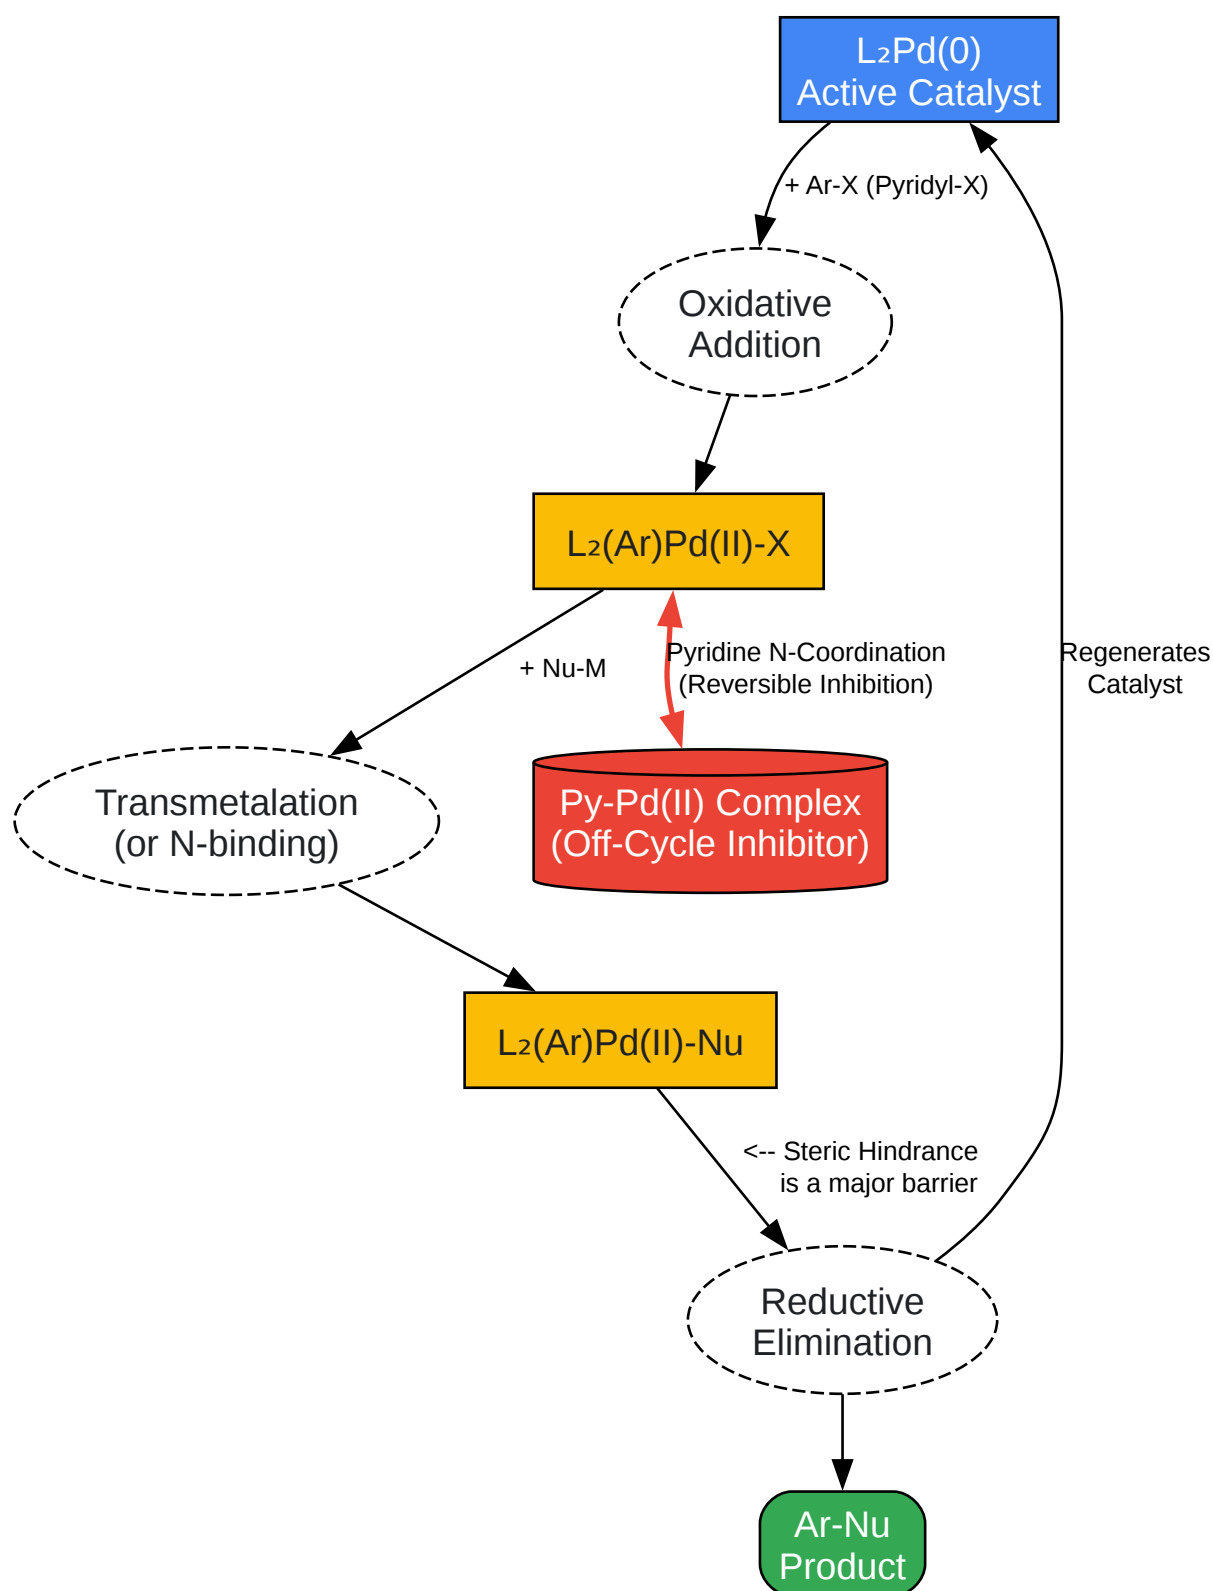 L₂Pd(0)
Active Catalyst
+ Ar-X (Pyridyl-X)
Oxidative
Addition
L₂(Ar)Pd(II)-X
+ Nu-M
Pyridine N-Coordination
(Reversible Inhibition)
Regenerates
Catalyst
Transmetalation
(or N-binding)
Py-Pd(II) Complex
(Off-Cycle Inhibitor)
L₂(Ar)Pd(II)-Nu
<-- Steric Hindrance
is a major barrier
Reductive
Elimination
Ar-Nu
Product